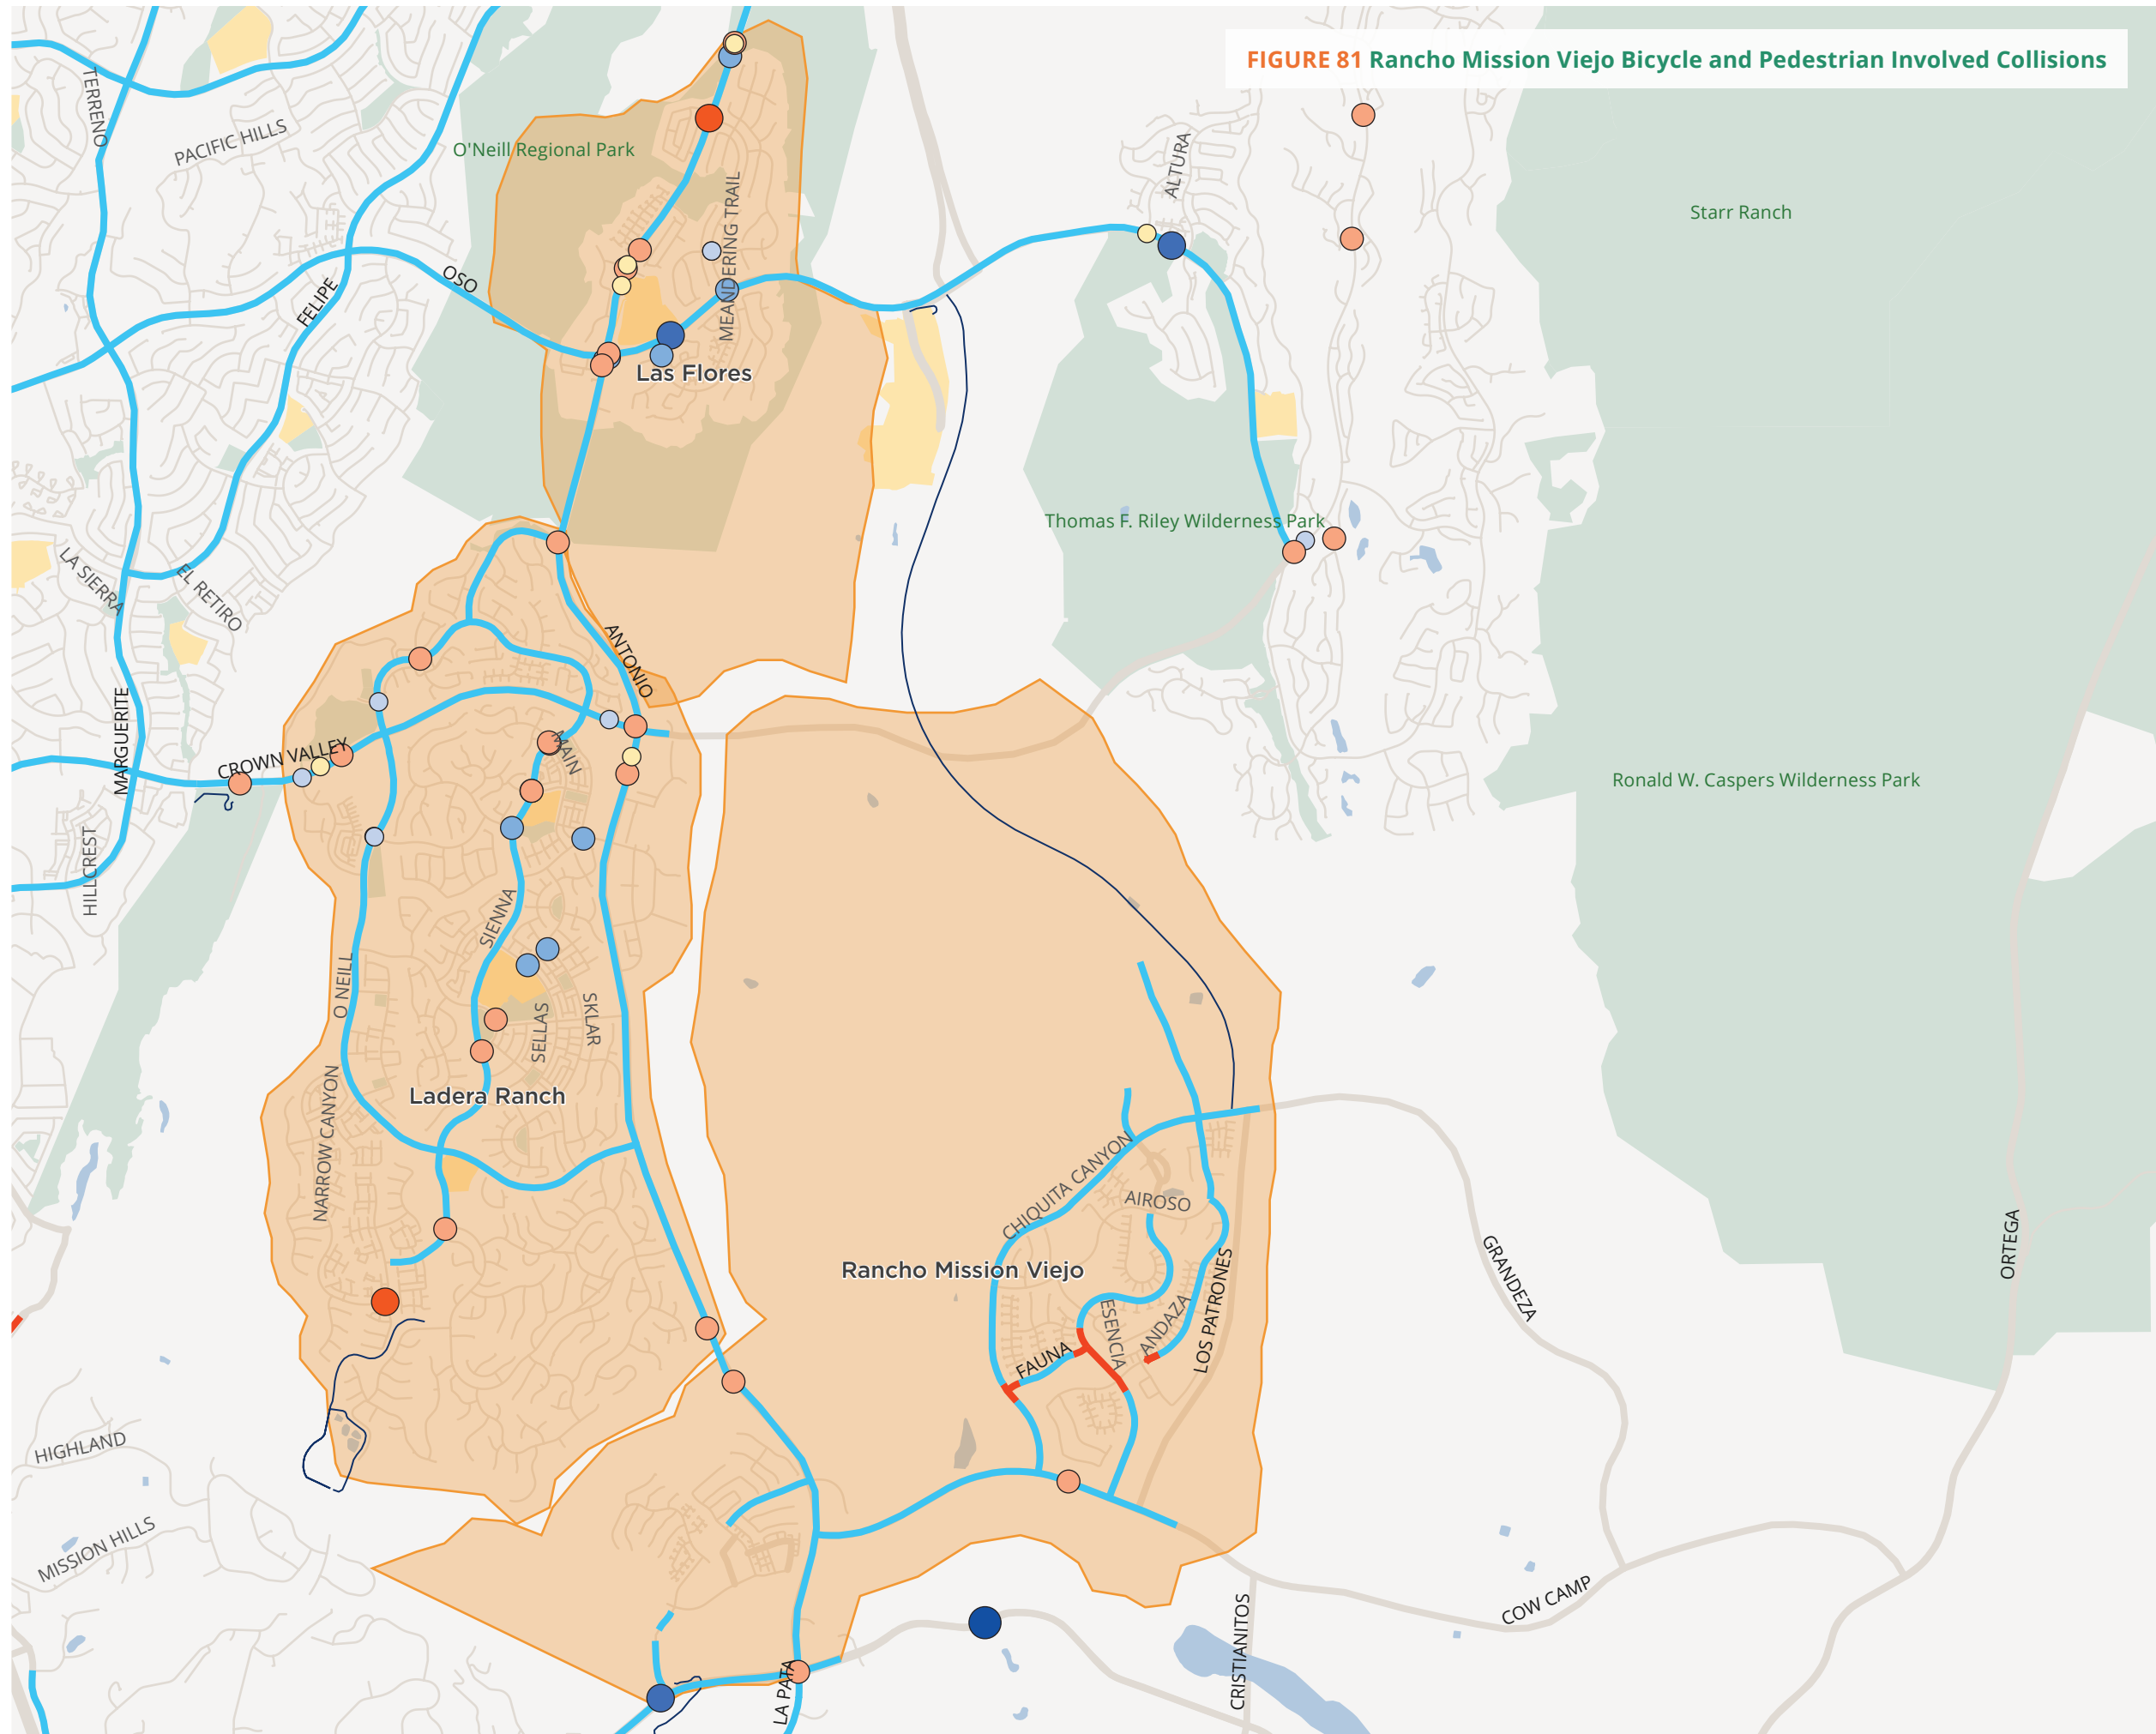 FIGURE 81 Rancho Mission Viejo Bicycle and Pedestrian Involved Collisions
TERRENO
PACIFIC HILLS
O'Neill Regional Park
ALTURA
MEANDERING TRAIL
Starr Ranch
OSO
FELIPE
Las Flores
Thomas F. Riley Wilderness Park
LA SIERRA
EL RETIRO
ANTONIO
MARGUERITE
CROWN VALLEY
MAIN
Ronald W. Caspers Wilderness Park
HILLCREST
SIENNA
O NEILL
SELLAS
SKLAR
Ladera Ranch
NARROW CANYON
CHIQUITA CANYON
AIROSO
Rancho Mission Viejo
LOS PATRONES
GRANDEZA
ORTEGA
ESENCIA
ANDAZA
FAUNA
HIGHLAND
MISSION HILLS
COW CAMP
CRISTIANITOS
LA PATA